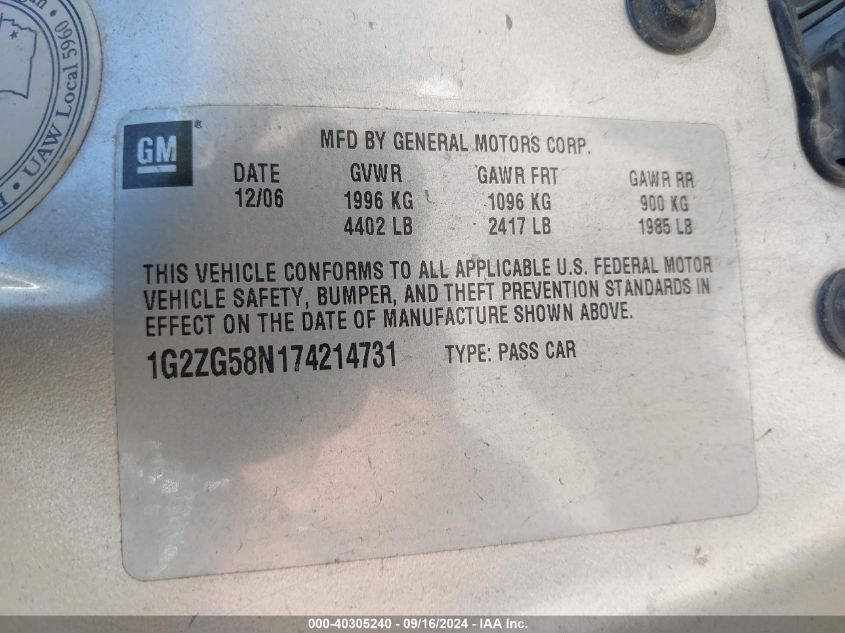 UAW Local 5960
GM ®
MFD BY GENERAL MOTORS CORP.
DATE GVWR GAWR FRT GAWR RR
12/06 1996 KG 1096 KG 900 KG
4402 LB 2417 LB 1985 LB
THIS VEHICLE CONFORMS TO ALL APPLICABLE U.S. FEDERAL MOTOR
VEHICLE SAFETY, BUMPER, AND THEFT PREVENTION STANDARDS IN
EFFECT ON THE DATE OF MANUFACTURE SHOWN ABOVE.
1G2ZG58N174214731 TYPE: PASS CAR
000-40305240 - 09/16/2024 - IAA Inc.